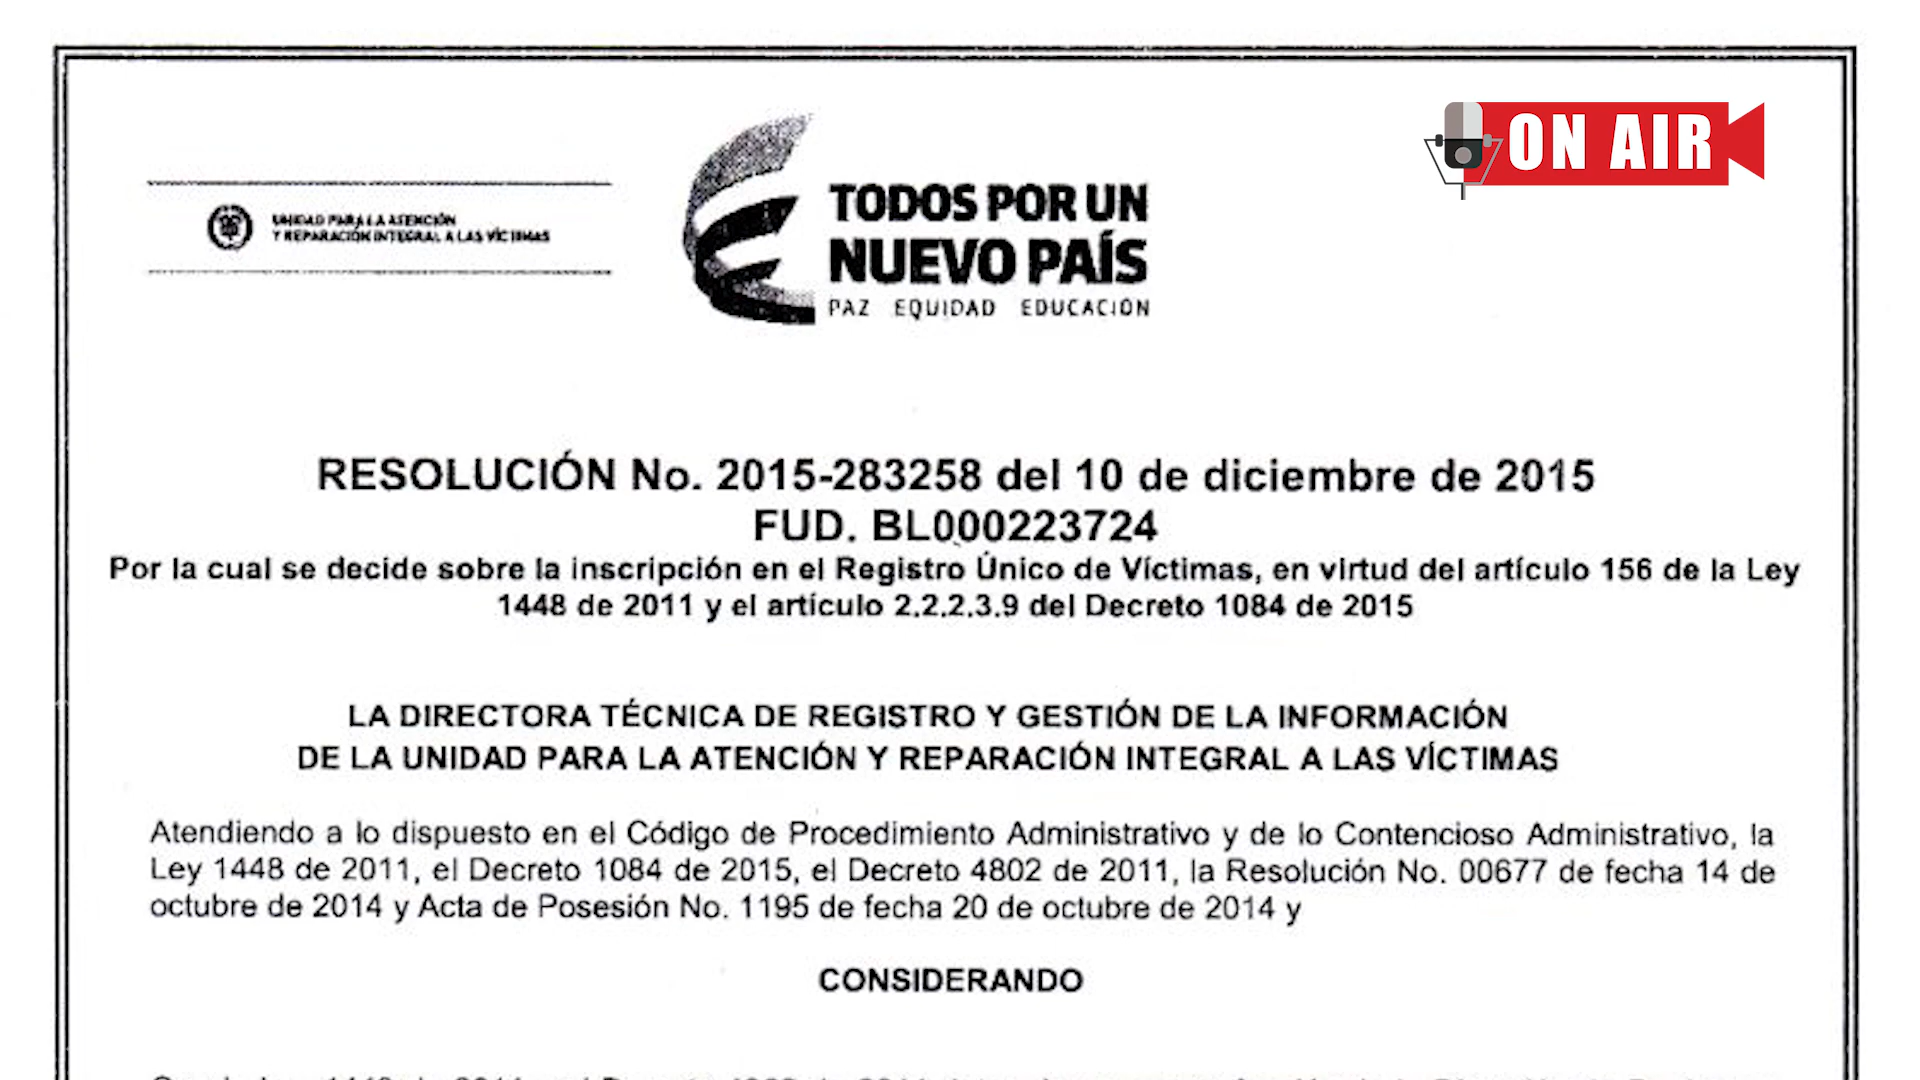 UNIDAD PARA LA ATENCIÓN
Y REPARACIÓN INTEGRAL A LAS VÍCTIMAS
TODOS POR UN
NUEVO PAÍS
PAZ EQUIDAD EDUCACIÓN
ON AIR
RESOLUCIÓN No. 2015-283258 del 10 de diciembre de 2015
FUD. BL000223724
Por la cual se decide sobre la inscripción en el Registro Único de Víctimas, en virtud del artículo 156 de la Ley
1448 de 2011 y el artículo 2.2.2.3.9 del Decreto 1084 de 2015
LA DIRECTORA TÉCNICA DE REGISTRO Y GESTIÓN DE LA INFORMACIÓN
DE LA UNIDAD PARA LA ATENCIÓN Y REPARACIÓN INTEGRAL A LAS VÍCTIMAS
Atendiendo a lo dispuesto en el Código de Procedimiento Administrativo y de lo Contencioso Administrativo, la
Ley 1448 de 2011, el Decreto 1084 de 2015, el Decreto 4802 de 2011, la Resolución No. 00677 de fecha 14 de
octubre de 2014 y Acta de Posesión No. 1195 de fecha 20 de octubre de 2014 y
CONSIDERANDO